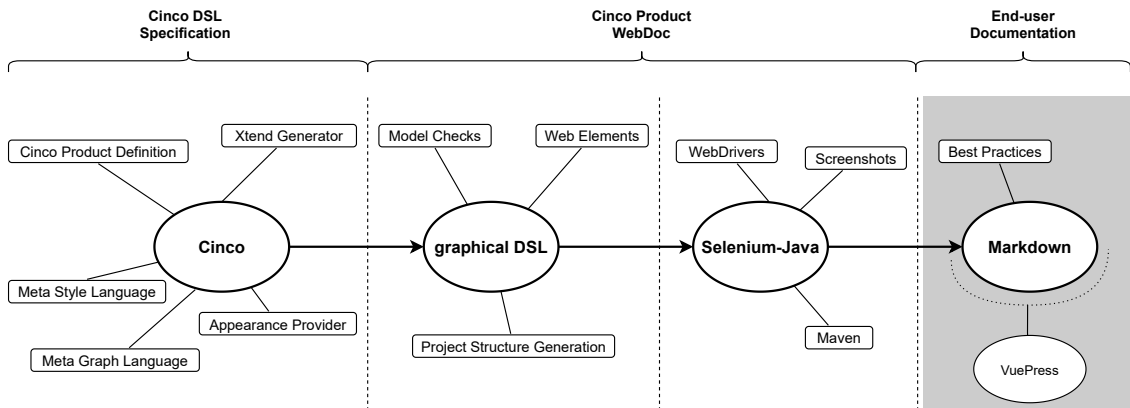 Cinco DSL
Specification
Cinco Product
WebDoc
End-user
Documentation
Cinco Product Definition
Xtend Generator
Cinco
Meta Style Language
Appearance Provider
Meta Graph Language
Model Checks
Web Elements
graphical DSL
Project Structure Generation
WebDrivers
Screenshots
Selenium-Java
Maven
Best Practices
Markdown
VuePress